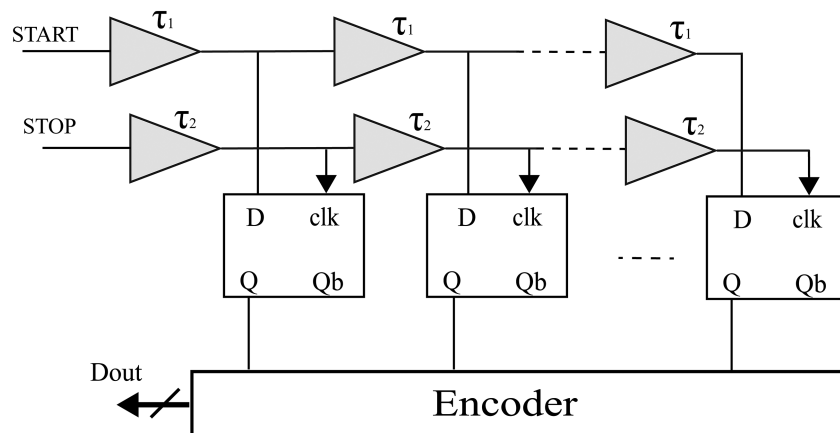 START
τ1
τ1
τ1
STOP
τ2
τ2
τ2
D clk
D clk
D clk
Q Qb
Q Qb
Q Qb
Dout
Encoder